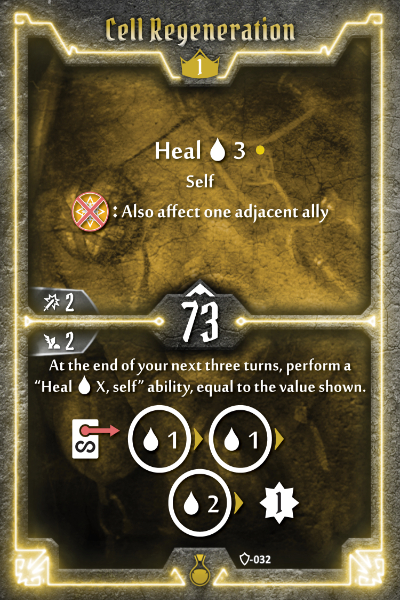 Cell Regeneration
1
Heal 3
Self
: Also affect one adjacent ally
2
73
2
At the end of your next three turns, perform a
“Heal X, self” ability, equal to the value shown.
S 1 1
2 1
-032